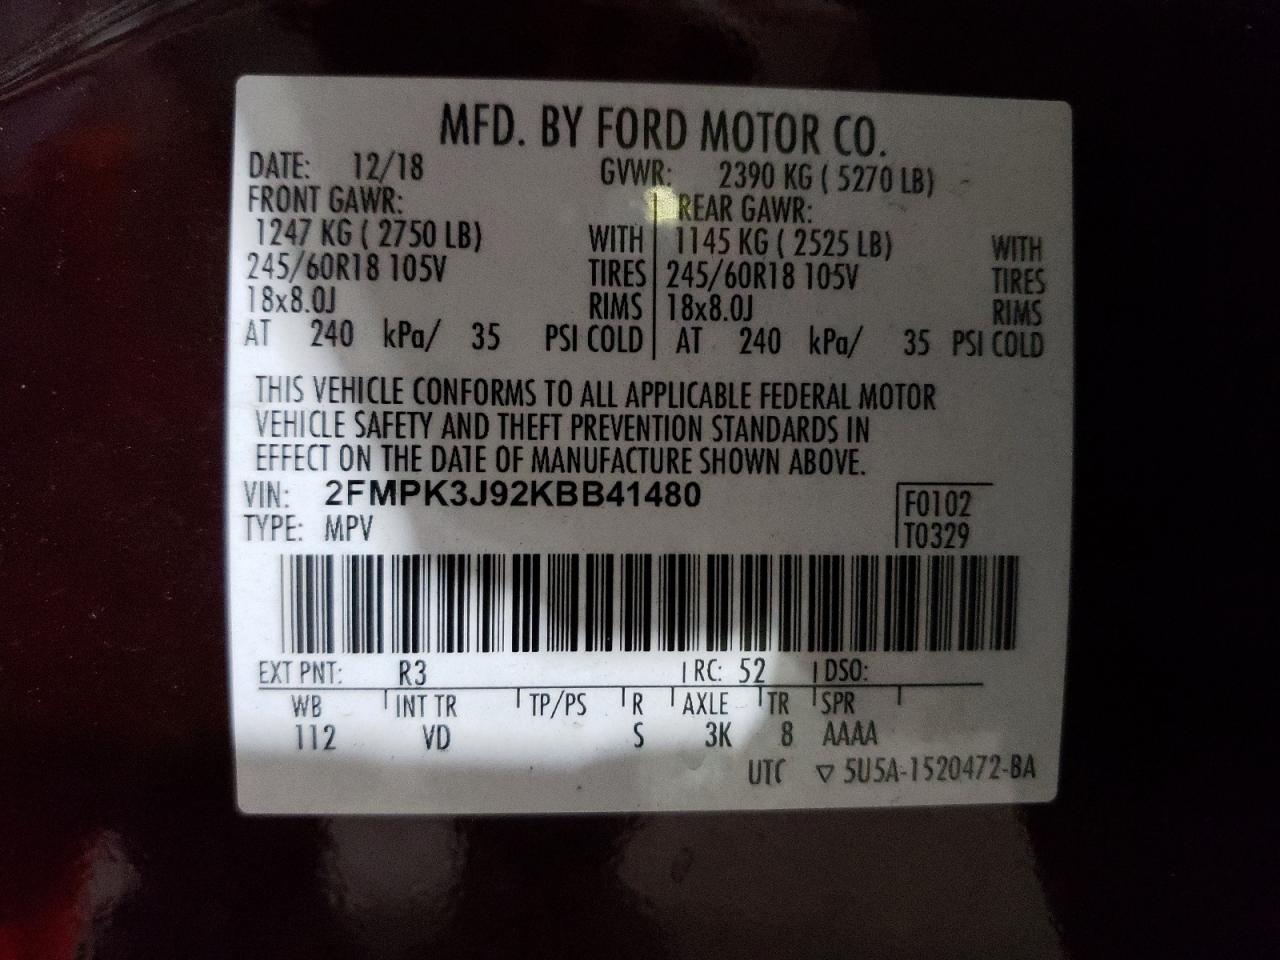 MFD. BY FORD MOTOR CO.
DATE: 12/18 GVWR: 2390 KG ( 5270 LB)
FRONT GAWR: REAR GAWR:
1247 KG ( 2750 LB) WITH 1145 KG ( 2525 LB) WITH
245/60R18 105V TIRES 245/60R18 105V TIRES
18x8.0J RIMS 18x8.0J RIMS
AT 240 kPa/ 35 PSI COLD AT 240 kPa/ 35 PSI COLD
THIS VEHICLE CONFORMS TO ALL APPLICABLE FEDERAL MOTOR
VEHICLE SAFETY AND THEFT PREVENTION STANDARDS IN
EFFECT ON THE DATE OF MANUFACTURE SHOWN ABOVE.
VIN: 2FMPK3J92KBB41480 F0102
TYPE: MPV T0329
EXT PNT: R3 RC: 52 DSO:
WB INT TR TP/PS R AXLE TR SPR
112 VD S 3K 8 AAAA
UTC ▽ 5U5A-1520472-BA